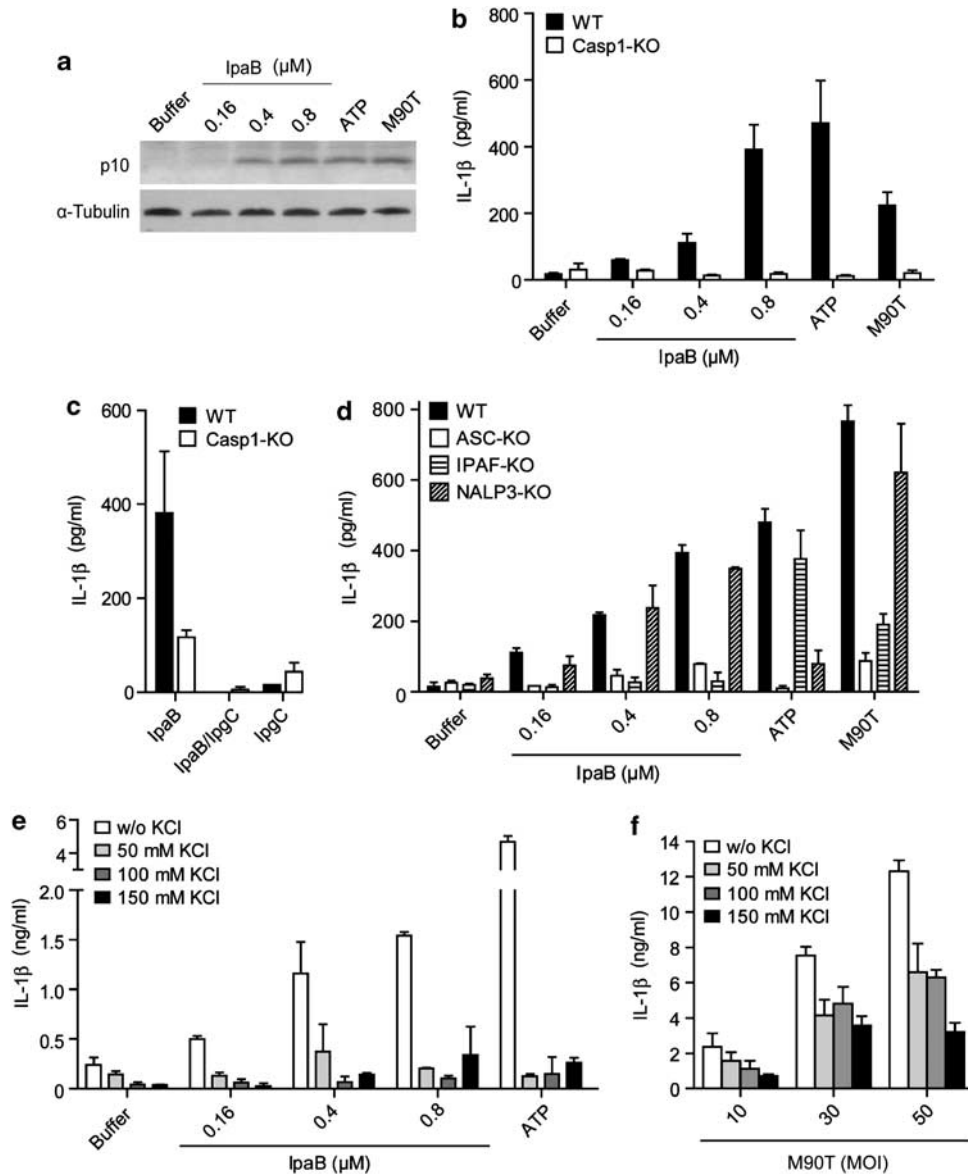 a
IpaB (μM)
Buffer
0.16
0.4
0.8
ATP
M90T
p10
α-Tubulin
b
WT
Casp1-KO
IL-1β (pg/ml)
800
600
400
200
0
Buffer
0.16
0.4
0.8
ATP
M90T
IpaB (μM)
c
WT
Casp1-KO
IL-1β (pg/ml)
600
400
200
0
IpaB
IpaB/IpgC
IpgC
d
WT
ASC-KO
IPAF-KO
NALP3-KO
IL-1β (pg/ml)
800
600
400
200
0
Buffer
0.16
0.4
0.8
ATP
M90T
IpaB (μM)
e
w/o KCl
50 mM KCl
100 mM KCl
150 mM KCl
IL-1β (ng/ml)
6
4
2.0
1.5
1.0
0.5
0
Buffer
0.16
0.4
0.8
ATP
IpaB (μM)
f
w/o KCl
50 mM KCl
100 mM KCl
150 mM KCl
IL-1β (ng/ml)
14
12
10
8
6
4
2
0
10
30
50
M90T (MOI)